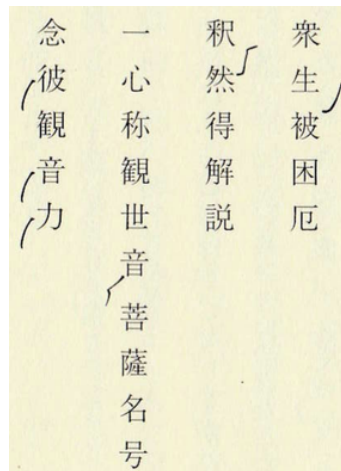 衆生被困厄
釈然得解説
一心称観世音菩薩名号
念彼観音力